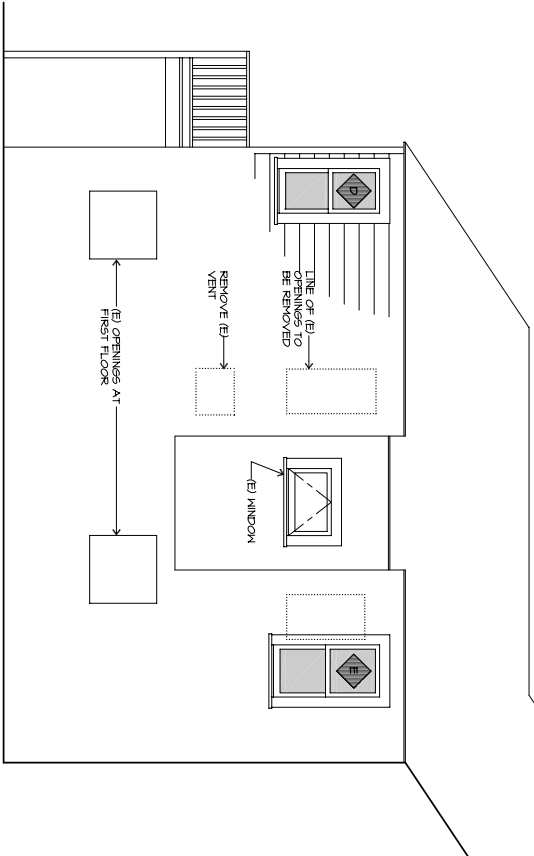 D
LINE OF (E)
OPENINGS TO
BE REMOVED
REMOVE (E)
VENT
(E) OPENINGS AT
FIRST FLOOR
(E) WINDOW
E